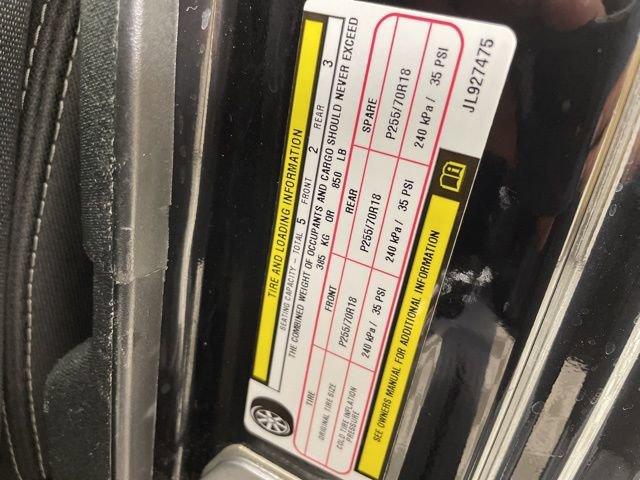 TIRE AND LOADING INFORMATION
SEATING CAPACITY - TOTAL 5 FRONT 2 REAR 3
THE COMBINED WEIGHT OF OCCUPANTS AND CARGO SHOULD NEVER EXCEED
385 KG OR 850 LB
TIRE FRONT REAR SPARE
ORIGINAL TIRE SIZE P255/70R18 P255/70R18 P255/70R18
COLD TIRE INFLATION PRESSURE 240 kPa / 35 PSI 240 kPa / 35 PSI 240 kPa / 35 PSI
SEE OWNERS MANUAL FOR ADDITIONAL INFORMATION
JL927475